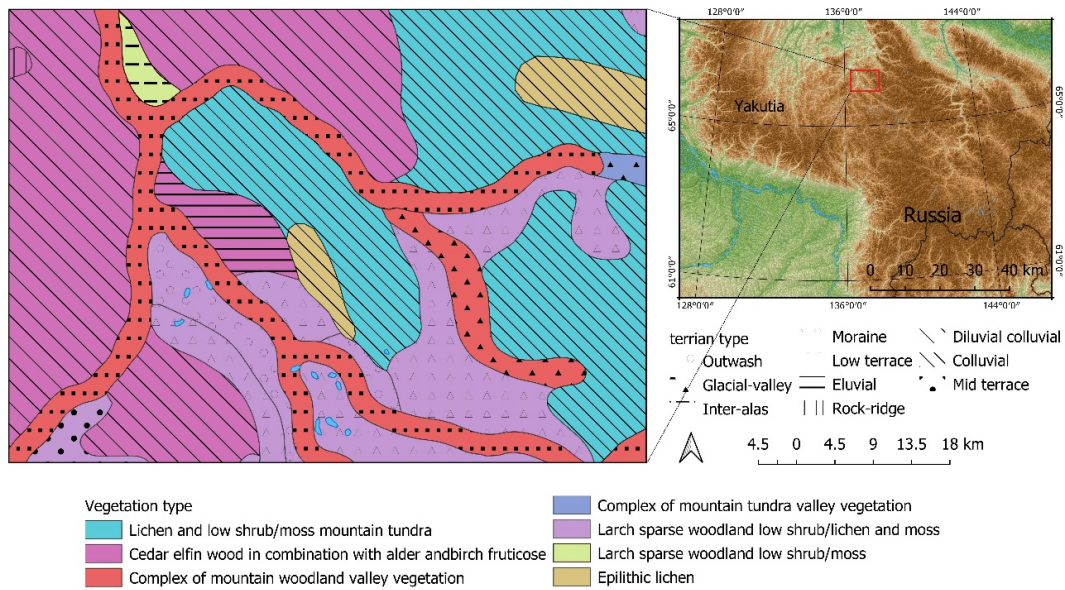 128°0'0" 136°0'0" 144°0'0"
65°0'0" 65°0'0"
Yakutia
Russia
61°0'0" 61°0'0"
0 10 20 30 40 km
128°0'0" 136°0'0" 144°0'0"
terrian type
Outwash
Glacial-valley
Inter-alas
Moraine
Low terrace
Eluvial
Rock-ridge
Diluvial colluvial
Colluvial
Mid terrace
4.5 0 4.5 9 13.5 18 km
Vegetation type
Lichen and low shrub/moss mountain tundra
Cedar elfin wood in combination with alder andbirch fruticose
Complex of mountain woodland valley vegetation
Complex of mountain tundra valley vegetation
Larch sparse woodland low shrub/lichen and moss
Larch sparse woodland low shrub/moss
Epilithic lichen